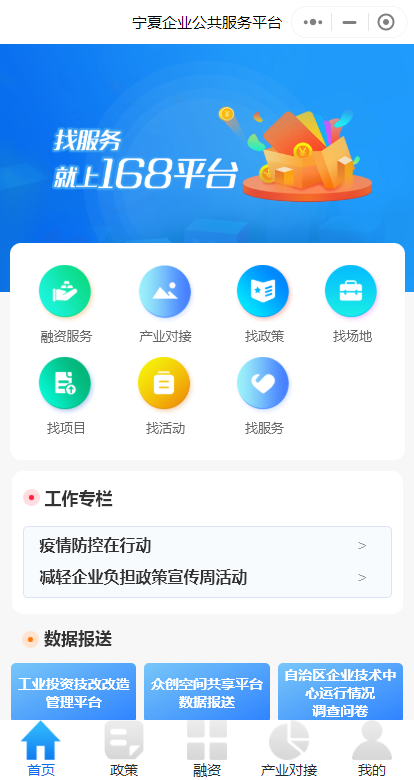 宁夏企业公共服务平台
找服务
就上168平台
融资服务
产业对接
找政策
找场地
找项目
找活动
找服务
工作专栏
疫情防控在行动 >
减轻企业负担政策宣传周活动 >
数据报送
工业投资技改改造
管理平台
众创空间共享平台
数据报送
自治区企业技术中
心运行情况
调查问卷
首页
政策
融资
产业对接
我的